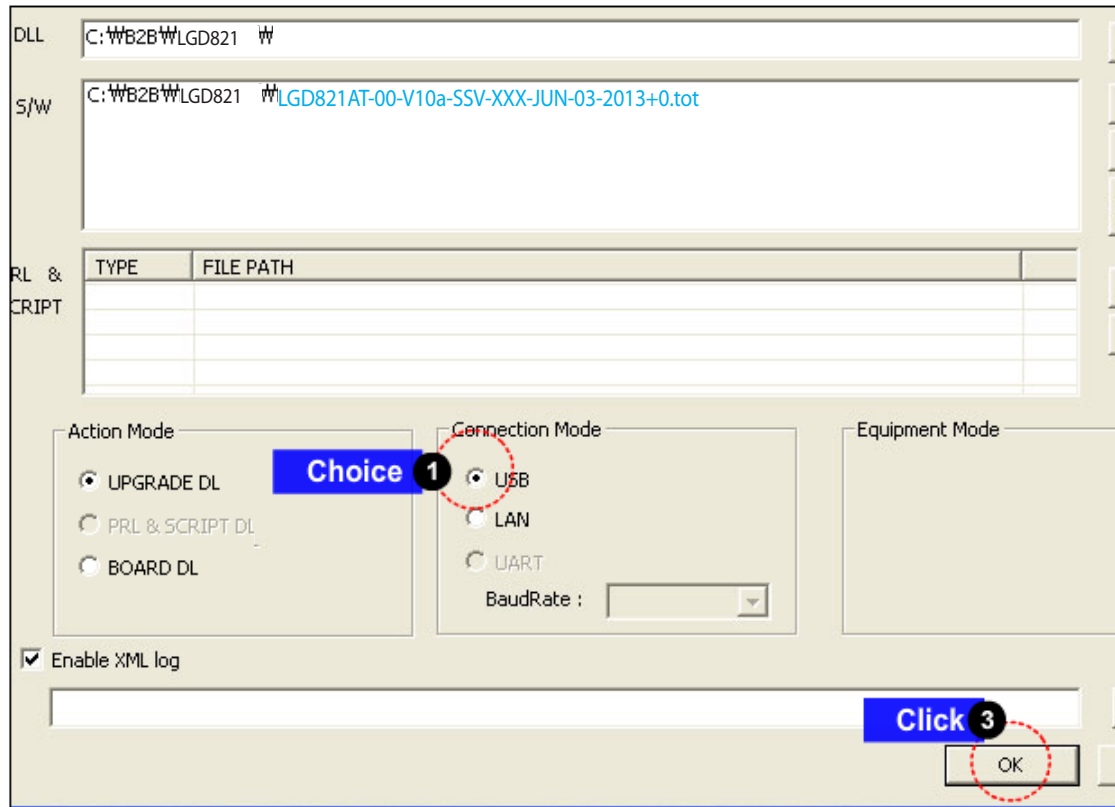 DLL C:₩B2B₩LGD821 ₩
S/W C:₩B2B₩LGD821 ₩LGD821AT-00-V10a-SSV-XXX-JUN-03-2013+0.tot
RL &
CRIPT
TYPE FILE PATH
Action Mode
UPGRADE DL
PRL & SCRIPT DL
BOARD DL
Choice 1
Connection Mode
USB
LAN
UART
BaudRate :
Equipment Mode
Enable XML log
Click 3
OK